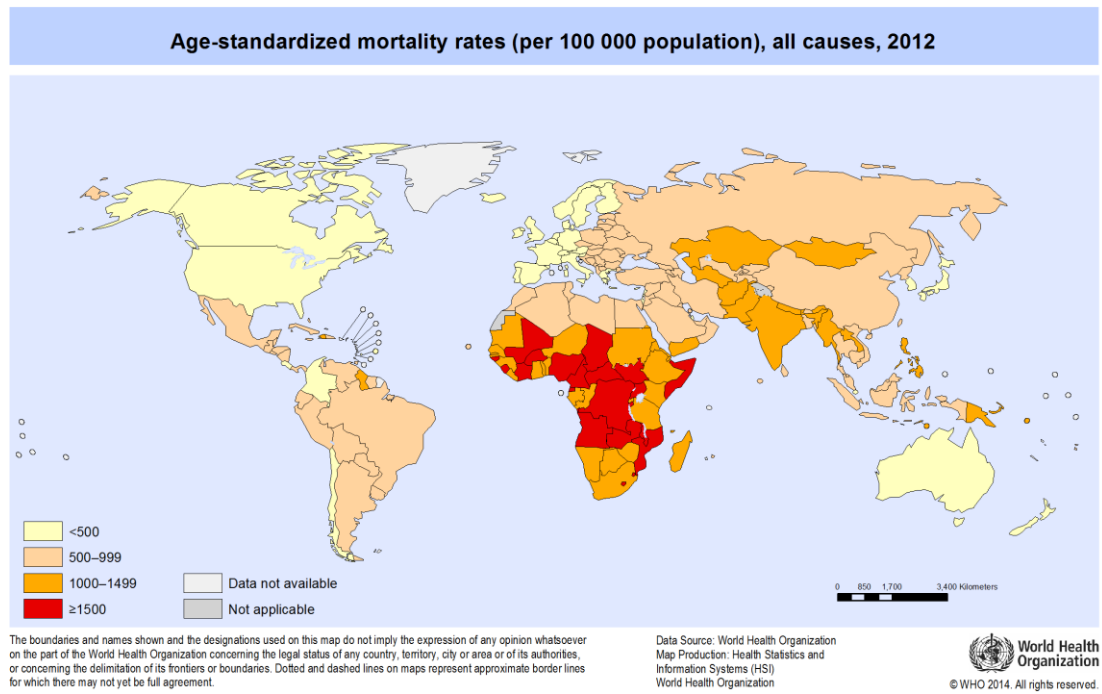 Age-standardized mortality rates (per 100 000 population), all causes, 2012
<500
500–999
1000–1499
≥1500
Data not available
Not applicable
0 850 1,700 3,400 Kilometers
The boundaries and names shown and the designations used on this map do not imply the expression of any opinion whatsoever
on the part of the World Health Organization concerning the legal status of any country, territory, city or area or of its authorities,
or concerning the delimitation of its frontiers or boundaries. Dotted and dashed lines on maps represent approximate border lines
for which there may not yet be full agreement.
Data Source: World Health Organization
Map Production: Health Statistics and
Information Systems (HSI)
World Health Organization
World Health
Organization
© WHO 2014. All rights reserved.